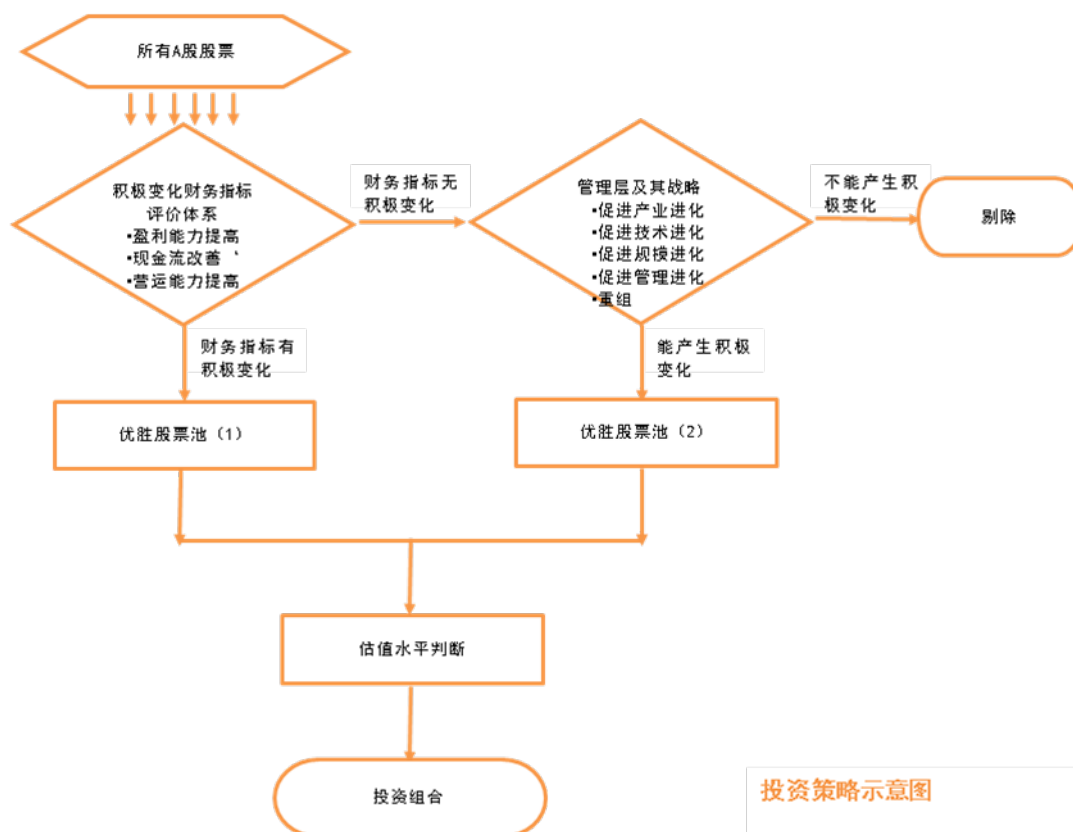 所有A股股票
积极变化财务指标
评价体系
•盈利能力提高
•现金流改善、
•营运能力提高
财务指标无
积极变化
管理层及其战略
•促进产业进化
•促进技术进化
•促进规模进化
•促进管理进化
•重组
不能产生积
极变化
剔除
财务指标有
积极变化
能产生积极
变化
优胜股票池（1）
优胜股票池（2）
估值水平判断
投资组合
投资策略示意图